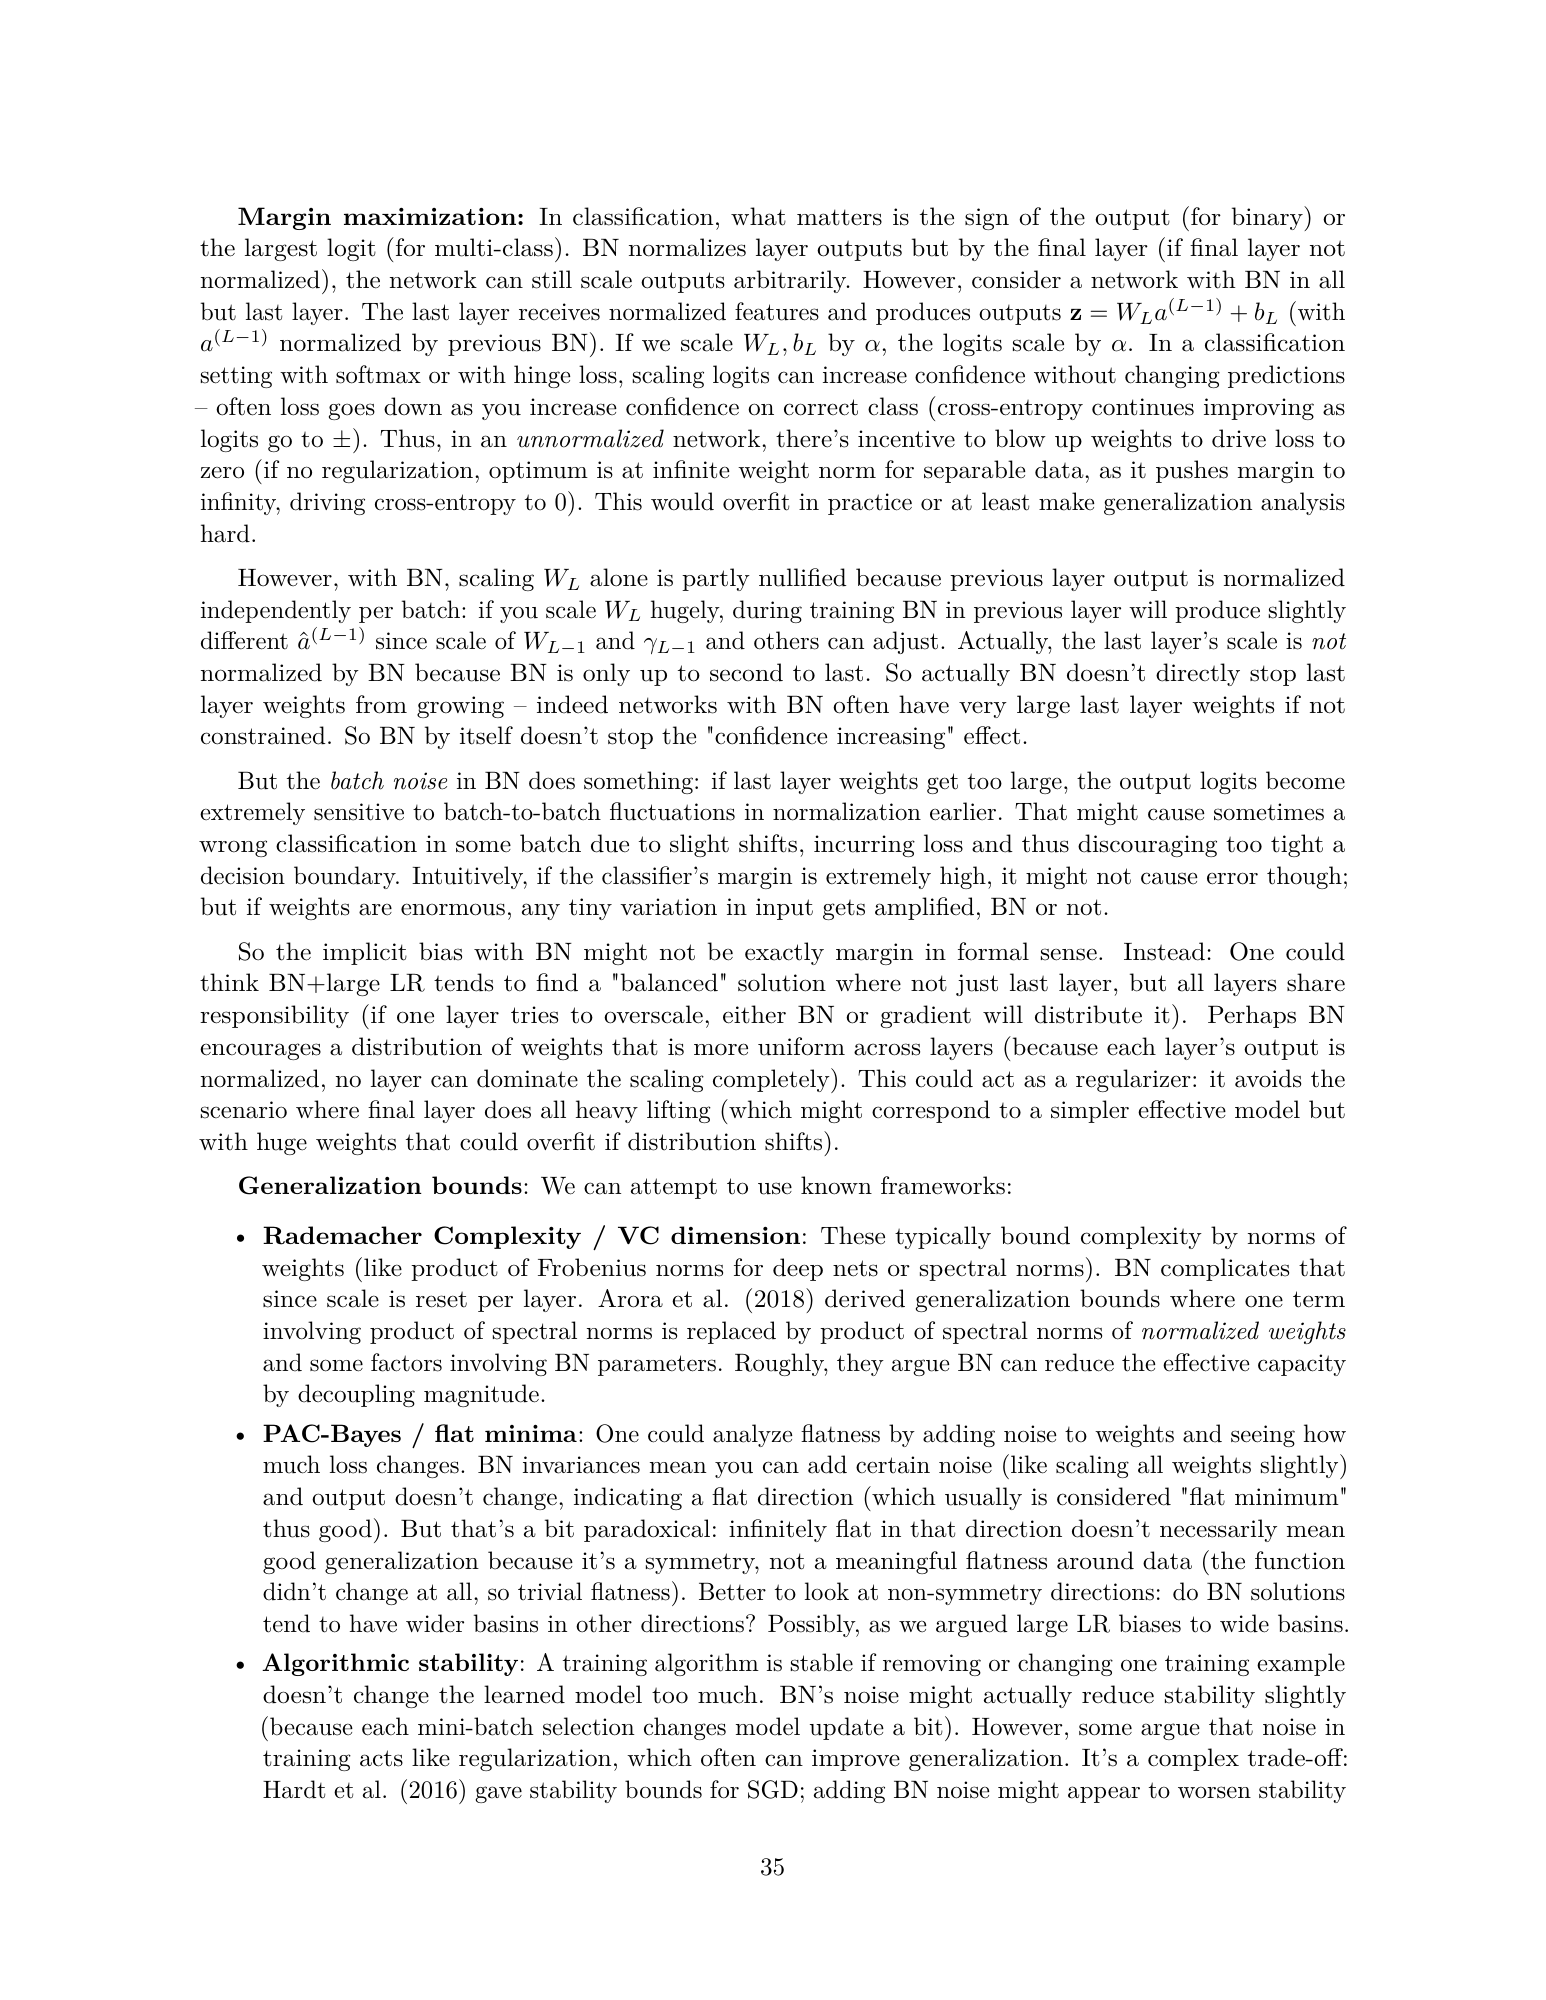 Margin maximization: In classification, what matters is the sign of the output (for binary) or
the largest logit (for multi-class). BN normalizes layer outputs but by the final layer (if final layer not
normalized), the network can still scale outputs arbitrarily. However, consider a network with BN in all
but last layer. The last layer receives normalized features and produces outputs z = W_L a^(L−1) + b_L (with
a^(L−1) normalized by previous BN). If we scale W_L, b_L by α, the logits scale by α. In a classification
setting with softmax or with hinge loss, scaling logits can increase confidence without changing predictions
– often loss goes down as you increase confidence on correct class (cross-entropy continues improving as
logits go to ±). Thus, in an unnormalized network, there's incentive to blow up weights to drive loss to
zero (if no regularization, optimum is at infinite weight norm for separable data, as it pushes margin to
infinity, driving cross-entropy to 0). This would overfit in practice or at least make generalization analysis
hard.
However, with BN, scaling W_L alone is partly nullified because previous layer output is normalized
independently per batch: if you scale W_L hugely, during training BN in previous layer will produce slightly
different â^(L−1) since scale of W_L−1 and γ_L−1 and others can adjust. Actually, the last layer's scale is not
normalized by BN because BN is only up to second to last. So actually BN doesn't directly stop last
layer weights from growing – indeed networks with BN often have very large last layer weights if not
constrained. So BN by itself doesn't stop the "confidence increasing" effect.
But the batch noise in BN does something: if last layer weights get too large, the output logits become
extremely sensitive to batch-to-batch fluctuations in normalization earlier. That might cause sometimes a
wrong classification in some batch due to slight shifts, incurring loss and thus discouraging too tight a
decision boundary. Intuitively, if the classifier's margin is extremely high, it might not cause error though;
but if weights are enormous, any tiny variation in input gets amplified, BN or not.
So the implicit bias with BN might not be exactly margin in formal sense. Instead: One could
think BN+large LR tends to find a "balanced" solution where not just last layer, but all layers share
responsibility (if one layer tries to overscale, either BN or gradient will distribute it). Perhaps BN
encourages a distribution of weights that is more uniform across layers (because each layer's output is
normalized, no layer can dominate the scaling completely). This could act as a regularizer: it avoids the
scenario where final layer does all heavy lifting (which might correspond to a simpler effective model but
with huge weights that could overfit if distribution shifts).
Generalization bounds: We can attempt to use known frameworks:
• Rademacher Complexity / VC dimension: These typically bound complexity by norms of
weights (like product of Frobenius norms for deep nets or spectral norms). BN complicates that
since scale is reset per layer. Arora et al. (2018) derived generalization bounds where one term
involving product of spectral norms is replaced by product of spectral norms of normalized weights
and some factors involving BN parameters. Roughly, they argue BN can reduce the effective capacity
by decoupling magnitude.
• PAC-Bayes / flat minima: One could analyze flatness by adding noise to weights and seeing how
much loss changes. BN invariances mean you can add certain noise (like scaling all weights slightly)
and output doesn't change, indicating a flat direction (which usually is considered "flat minimum"
thus good). But that's a bit paradoxical: infinitely flat in that direction doesn't necessarily mean
good generalization because it's a symmetry, not a meaningful flatness around data (the function
didn't change at all, so trivial flatness). Better to look at non-symmetry directions: do BN solutions
tend to have wider basins in other directions? Possibly, as we argued large LR biases to wide basins.
• Algorithmic stability: A training algorithm is stable if removing or changing one training example
doesn't change the learned model too much. BN's noise might actually reduce stability slightly
(because each mini-batch selection changes model update a bit). However, some argue that noise in
training acts like regularization, which often can improve generalization. It's a complex trade-off:
Hardt et al. (2016) gave stability bounds for SGD; adding BN noise might appear to worsen stability
35